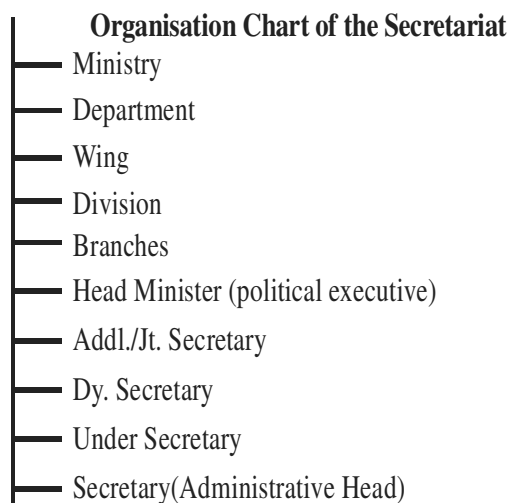 Organisation Chart of the Secretariat
Ministry
Department
Wing
Division
Branches
Head Minister (political executive)
Addl./Jt. Secretary
Dy. Secretary
Under Secretary
Secretary(Administrative Head)